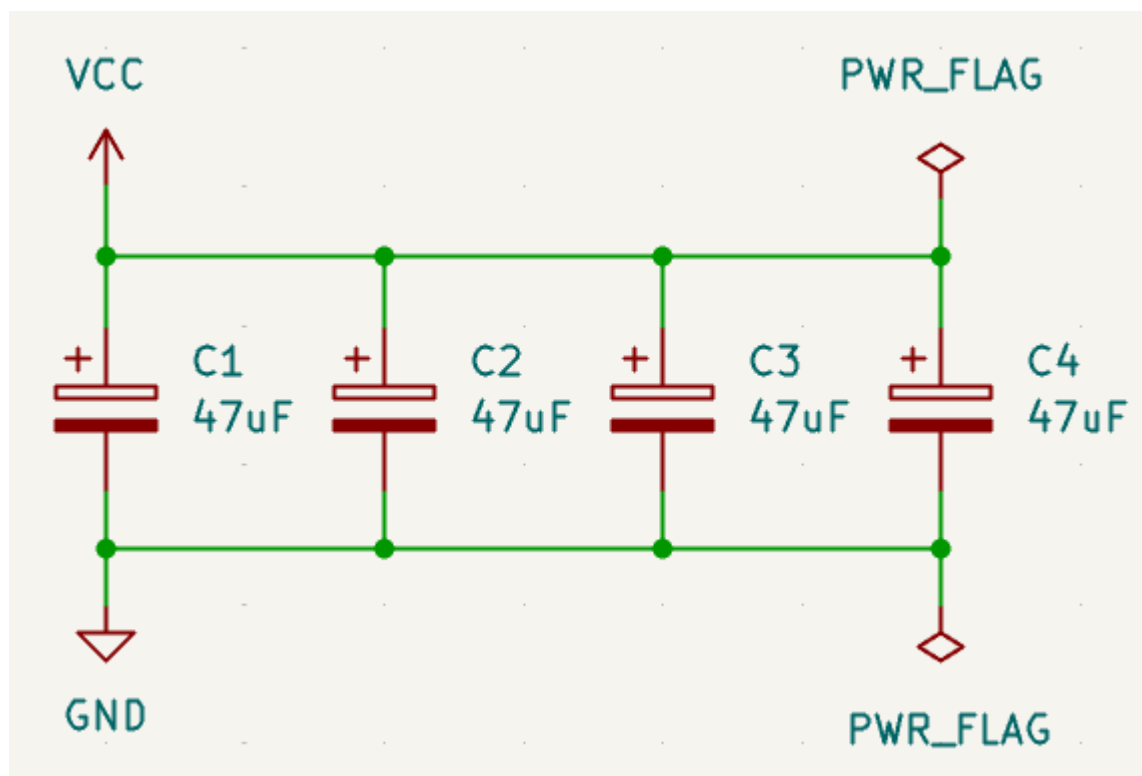 VCC
PWR_FLAG
+ C1
47uF
+ C2
47uF
+ C3
47uF
+ C4
47uF
GND
PWR_FLAG